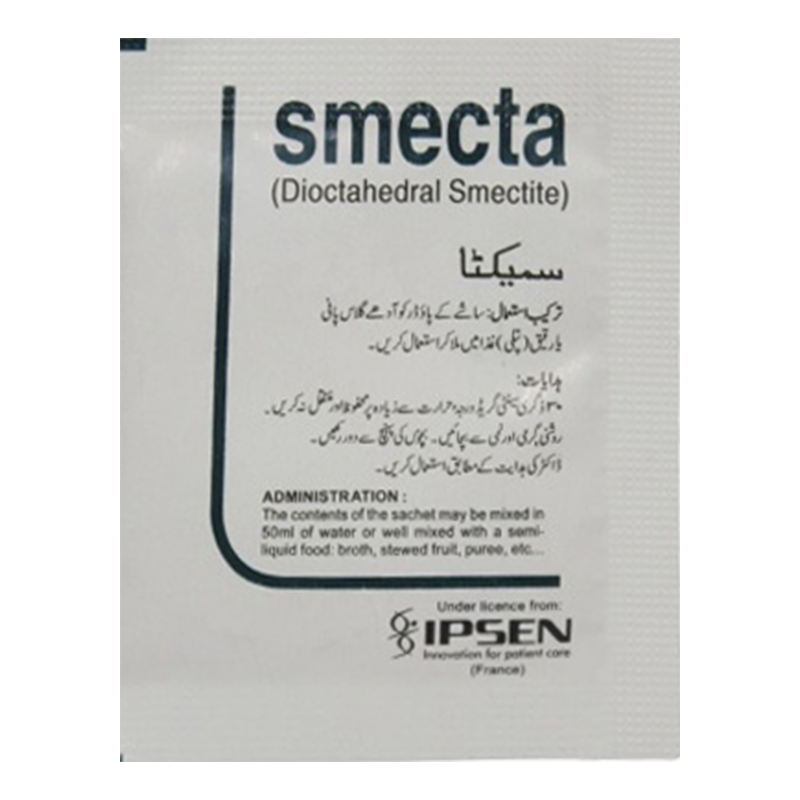 smecta
(Dioctahedral Smectite)
سمیکٹا
ترکیب استعمال: ساشے کے پاؤڈر کو آدھے گلاس پانی
یا رقیق (پتلی) غذا میں ملا کر استعمال کریں۔
ہدایات:
۳۰ ڈگری سینٹی گریڈ درجہ حرارت سے زیادہ پر محفوظ اور منتقل نہ کریں۔
روشنی، گرمی اور نمی سے بچائیں۔ بچوں کی پہنچ سے دور رکھیں۔
ڈاکٹر کی ہدایت کے مطابق استعمال کریں۔
ADMINISTRATION :
The contents of the sachet may be mixed in
50ml of water or well mixed with a semi-
liquid food: broth, stewed fruit, puree, etc...
Under licence from:
IPSEN
Innovation for patient care
(France)